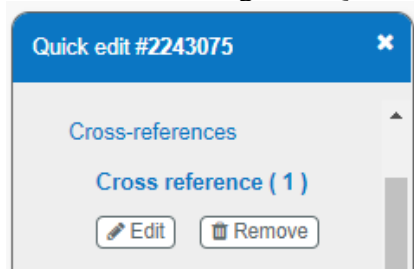 Quick edit #2243075
Cross-references
Cross reference ( 1 )
Edit Remove